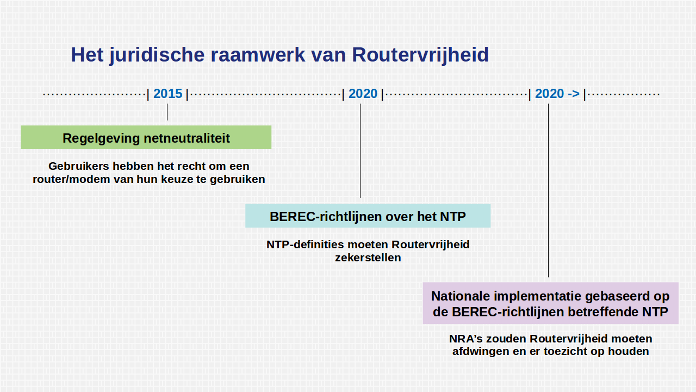 Het juridische raamwerk van Routervrijheid
| 2015 | | 2020 | | 2020 -> |
Regelgeving netneutraliteit
Gebruikers hebben het recht om een
router/modem van hun keuze te gebruiken
BEREC-richtlijnen over het NTP
NTP-definities moeten Routervrijheid
zekerstellen
Nationale implementatie gebaseerd op
de BEREC-richtlijnen betreffende NTP
NRA's zouden Routervrijheid moeten
afdwingen en er toezicht op houden